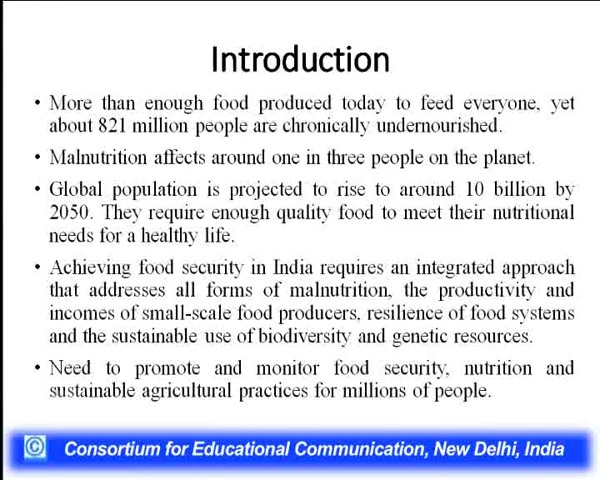 Introduction
• More than enough food produced today to feed everyone, yet
about 821 million people are chronically undernourished.
• Malnutrition affects around one in three people on the planet.
• Global population is projected to rise to around 10 billion by
2050. They require enough quality food to meet their nutritional
needs for a healthy life.
• Achieving food security in India requires an integrated approach
that addresses all forms of malnutrition, the productivity and
incomes of small-scale food producers, resilience of food systems
and the sustainable use of biodiversity and genetic resources.
• Need to promote and monitor food security, nutrition and
sustainable agricultural practices for millions of people.
© Consortium for Educational Communication, New Delhi, India